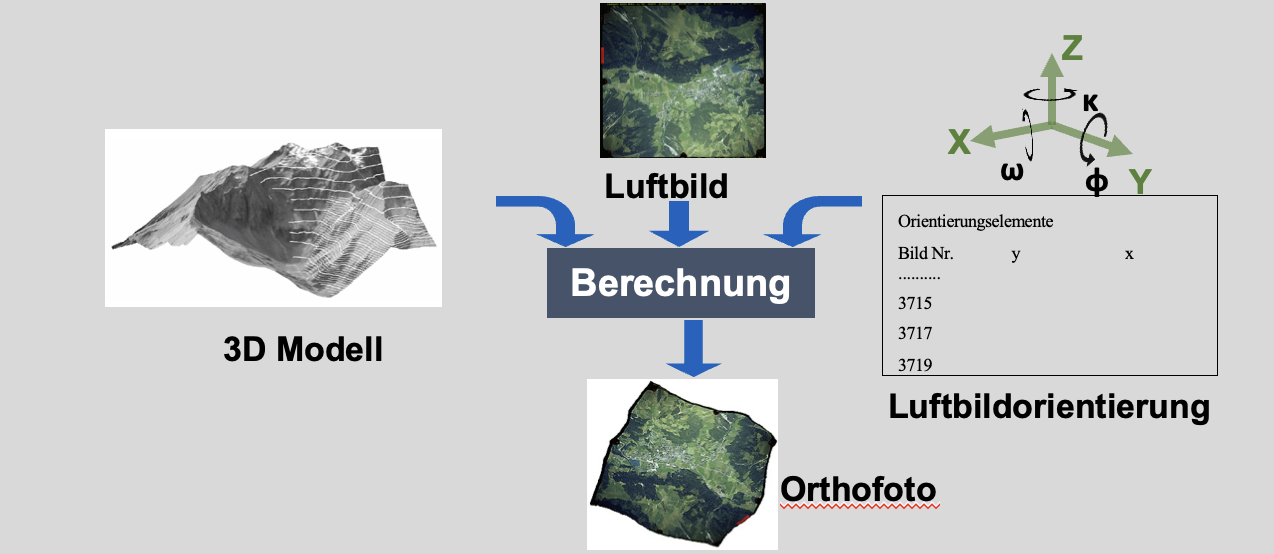 Luftbild
3D Modell
Berechnung
Orthofoto
Z
κ
X
ω
ϕ
Y
Orientierungselemente
Bild Nr. y x
..........
3715
3717
3719
Luftbildorientierung